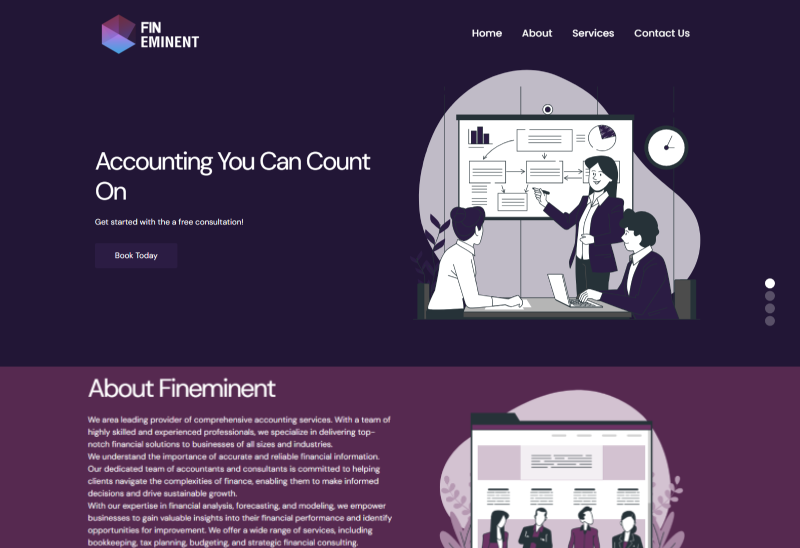 FIN
EMINENT
Home About Services Contact Us
Accounting You Can Count
On
Get started with the a free consultation!
Book Today
About Fineminent
We area leading provider of comprehensive accounting services. With a team of
highly skilled and experienced professionals, we specialize in delivering top-
notch financial solutions to businesses of all sizes and industries.
We understand the importance of accurate and reliable financial information.
Our dedicated team of accountants and consultants is committed to helping
clients navigate the complexities of finance, enabling them to make informed
decisions and drive sustainable growth.
With our expertise in financial analysis, forecasting, and modeling, we empower
businesses to gain valuable insights into their financial performance and identify
opportunities for improvement. We offer a wide range of services, including
bookkeeping, tax planning, budgeting, and strategic financial consulting.